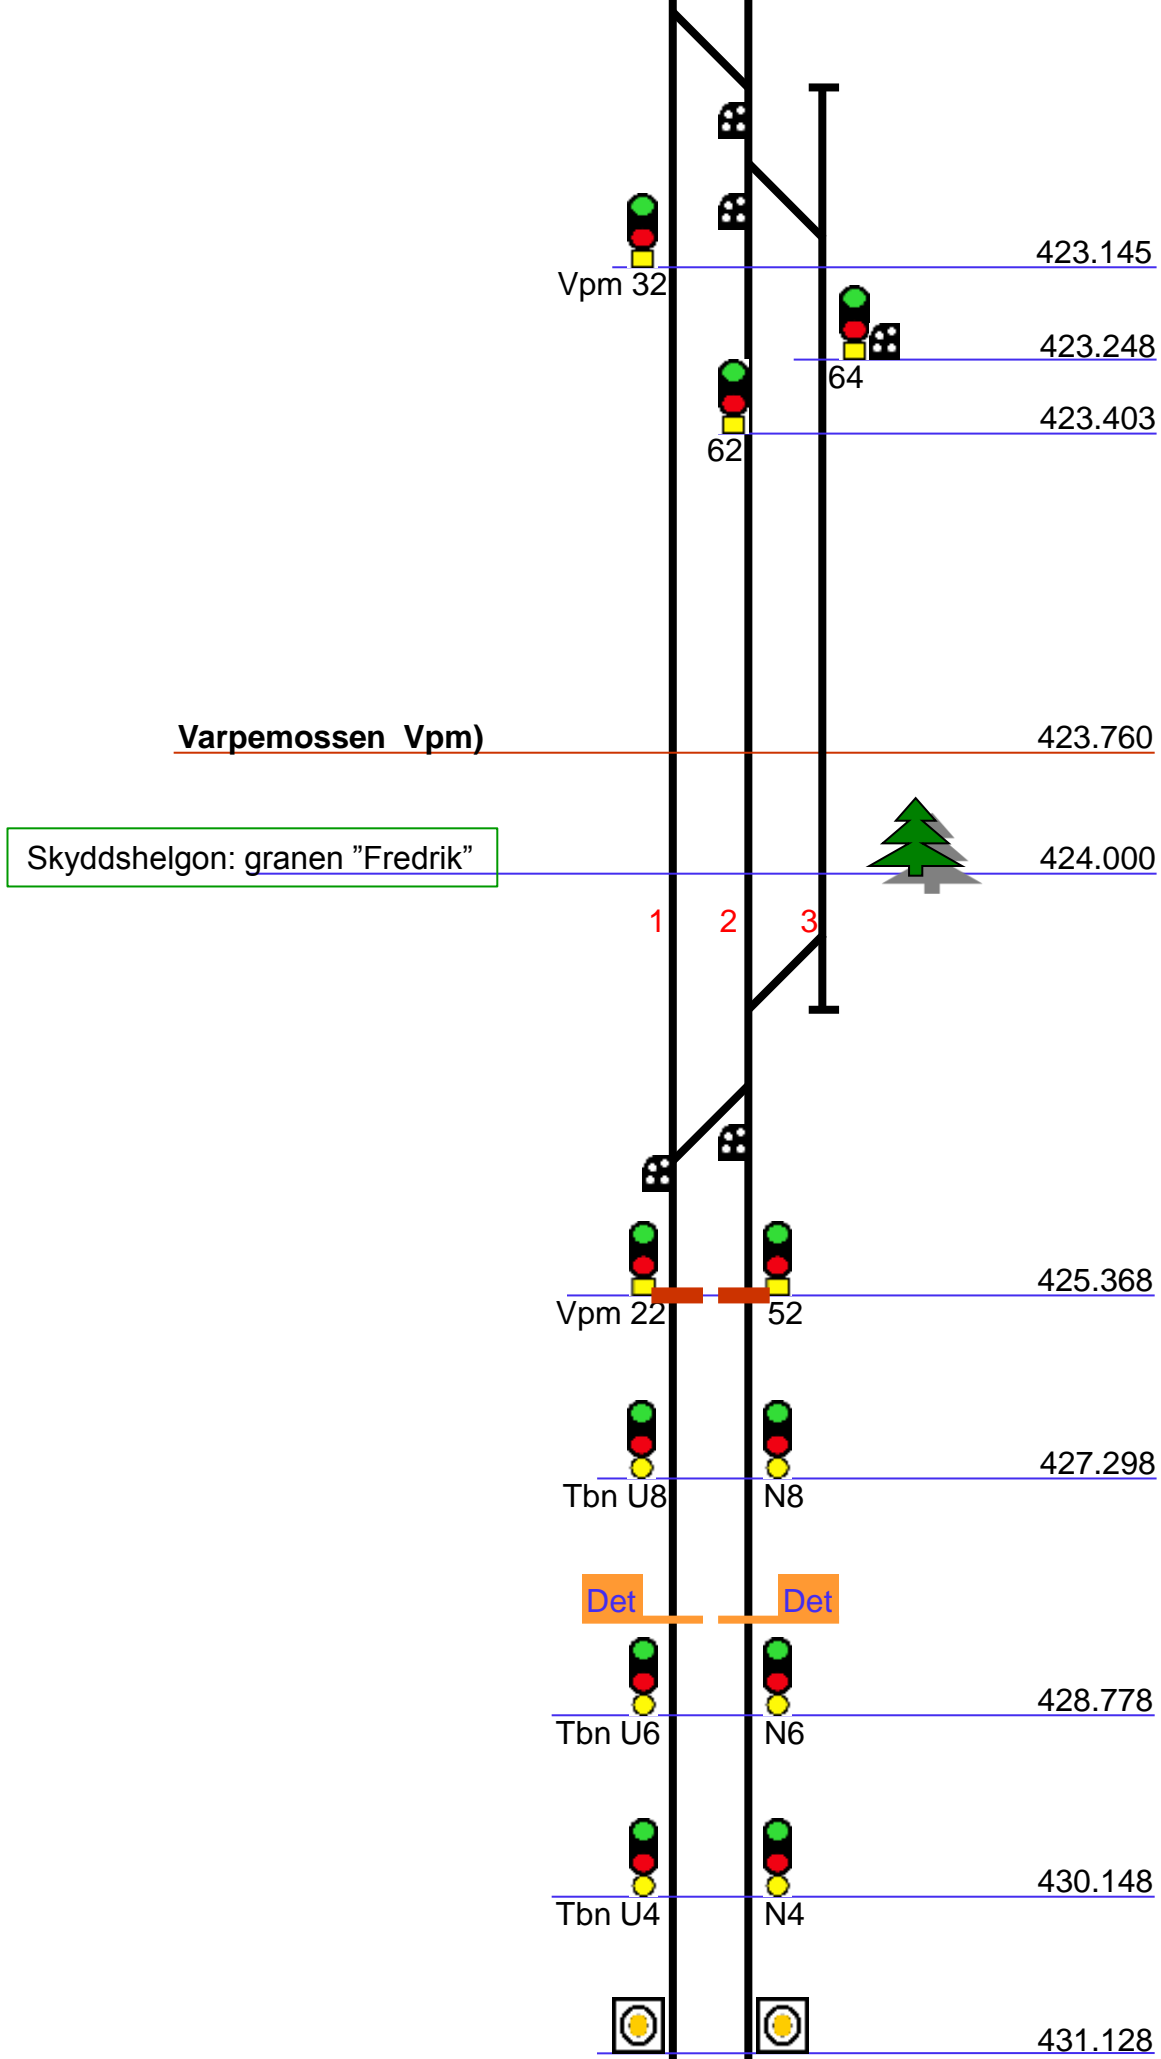 423.145
Vpm 32
423.248
64
423.403
62
Varpemossen Vpm) 423.760
Skyddshelgon: granen ”Fredrik” 424.000
1 2 3
425.368
Vpm 22 52
427.298
Tbn U8 N8
Det Det
428.778
Tbn U6 N6
430.148
Tbn U4 N4
431.128